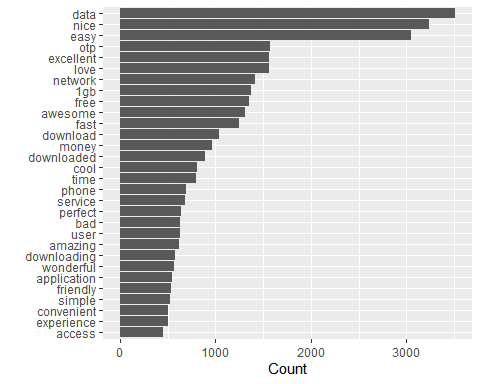 data
nice
easy
otp
excellent
love
network
1gb
free
awesome
fast
download
money
downloaded
cool
time
phone
service
perfect
bad
user
amazing
downloading
wonderful
application
friendly
simple
convenient
experience
access
0 1000 2000 3000
Count